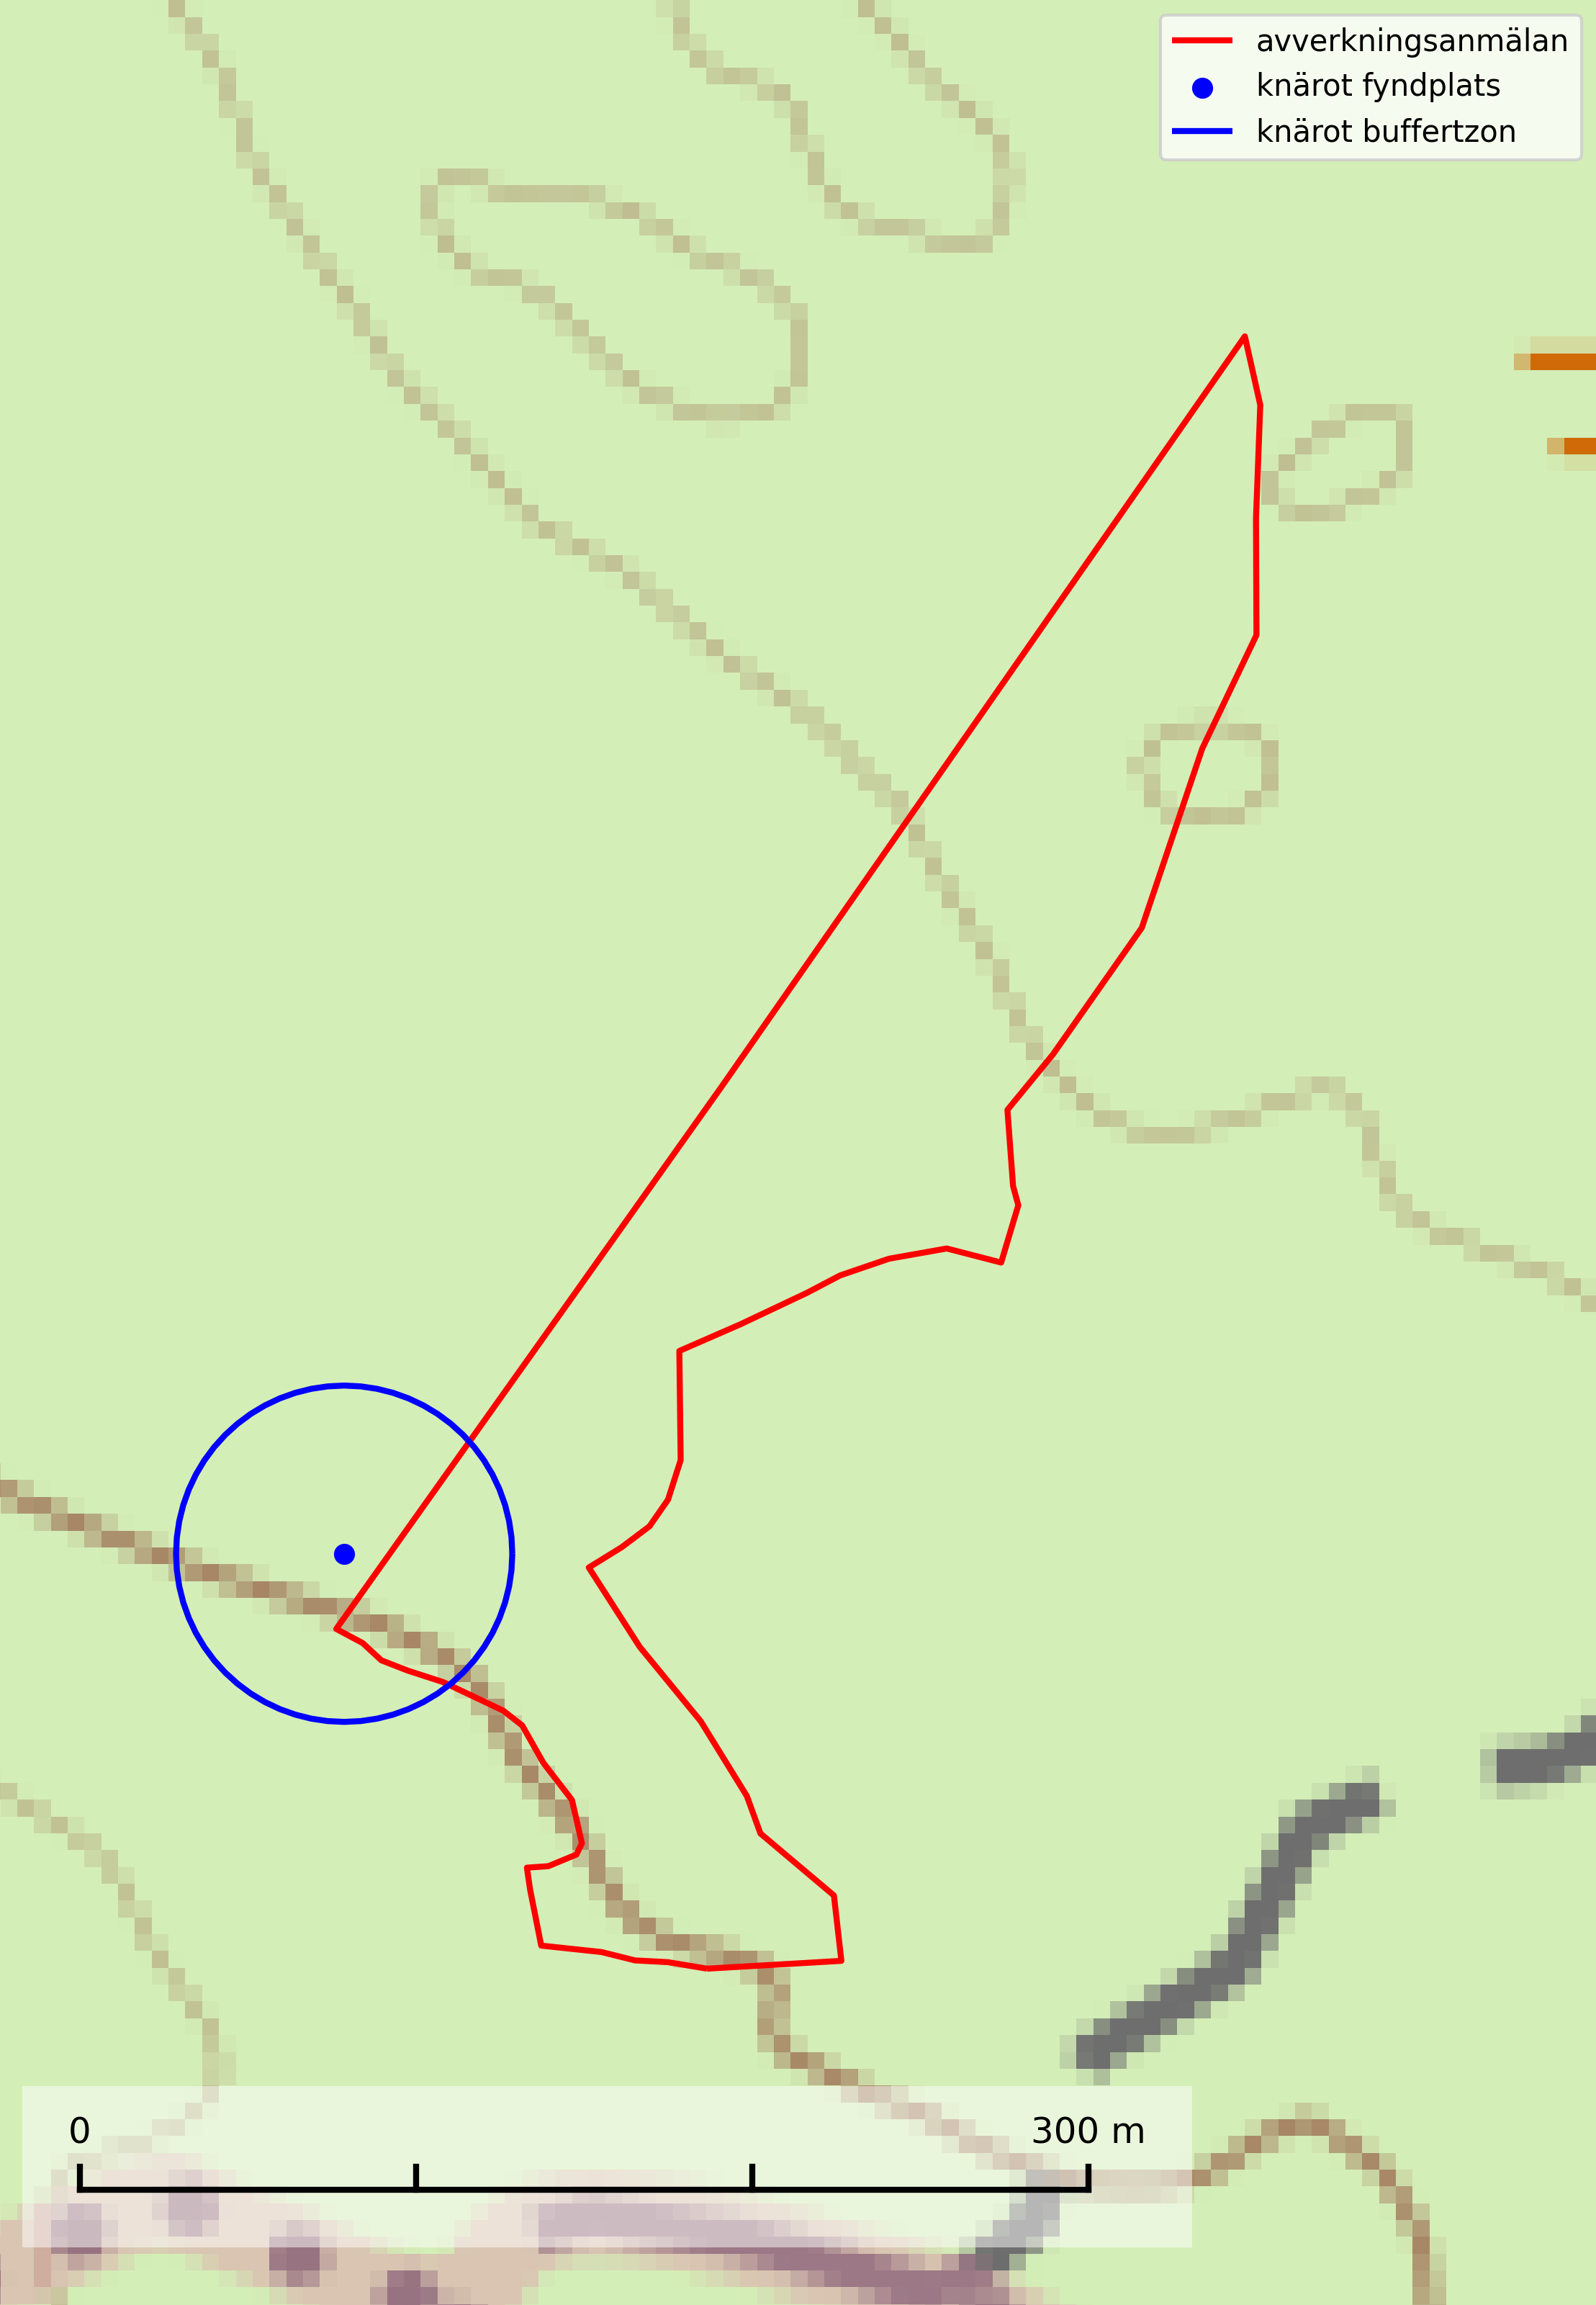 avverkningsanmälan
knärot fyndplats
knärot buffertzon
0
300 m